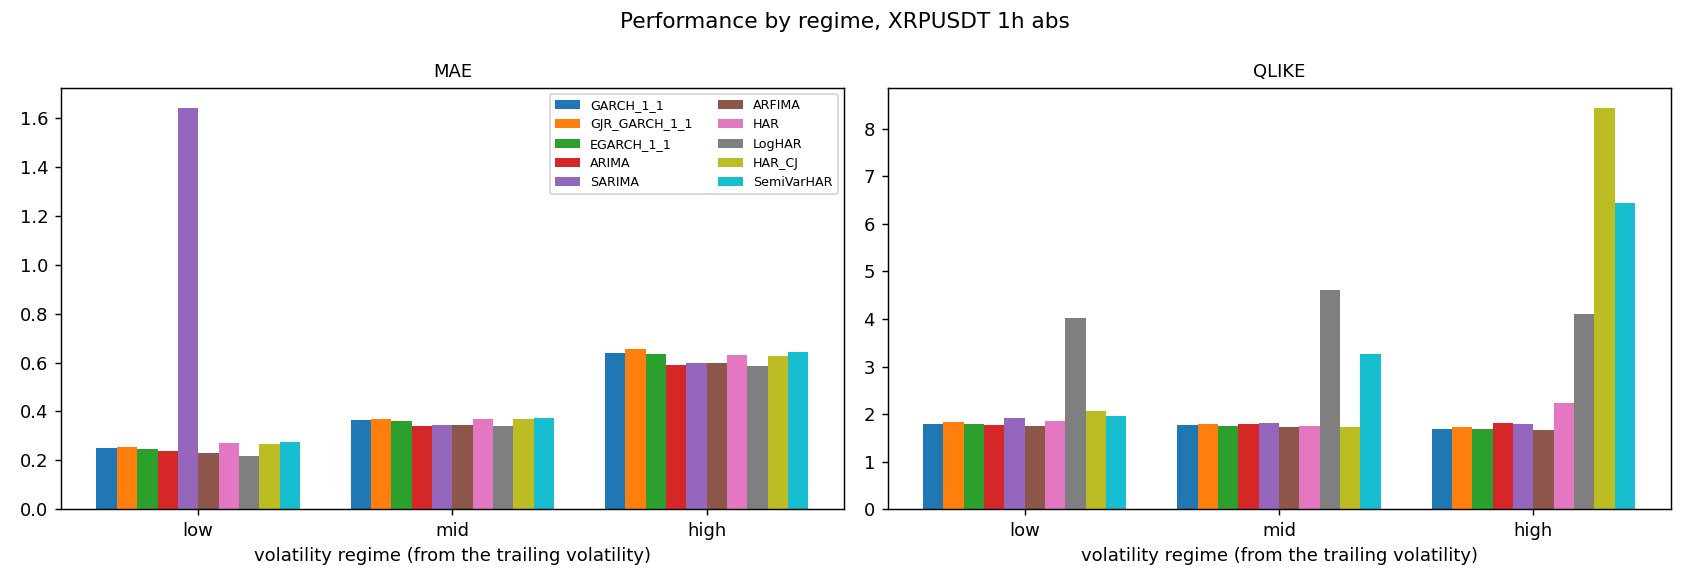 Performance by regime, XRPUSDT 1h abs
MAE
1.6
1.4
1.2
1.0
0.8
0.6
0.4
0.2
0.0
GARCH_1_1
GJR_GARCH_1_1
EGARCH_1_1
ARIMA
SARIMA
ARFIMA
HAR
LogHAR
HAR_CJ
SemiVarHAR
low mid high
volatility regime (from the trailing volatility)
QLIKE
8
7
6
5
4
3
2
1
0
low mid high
volatility regime (from the trailing volatility)